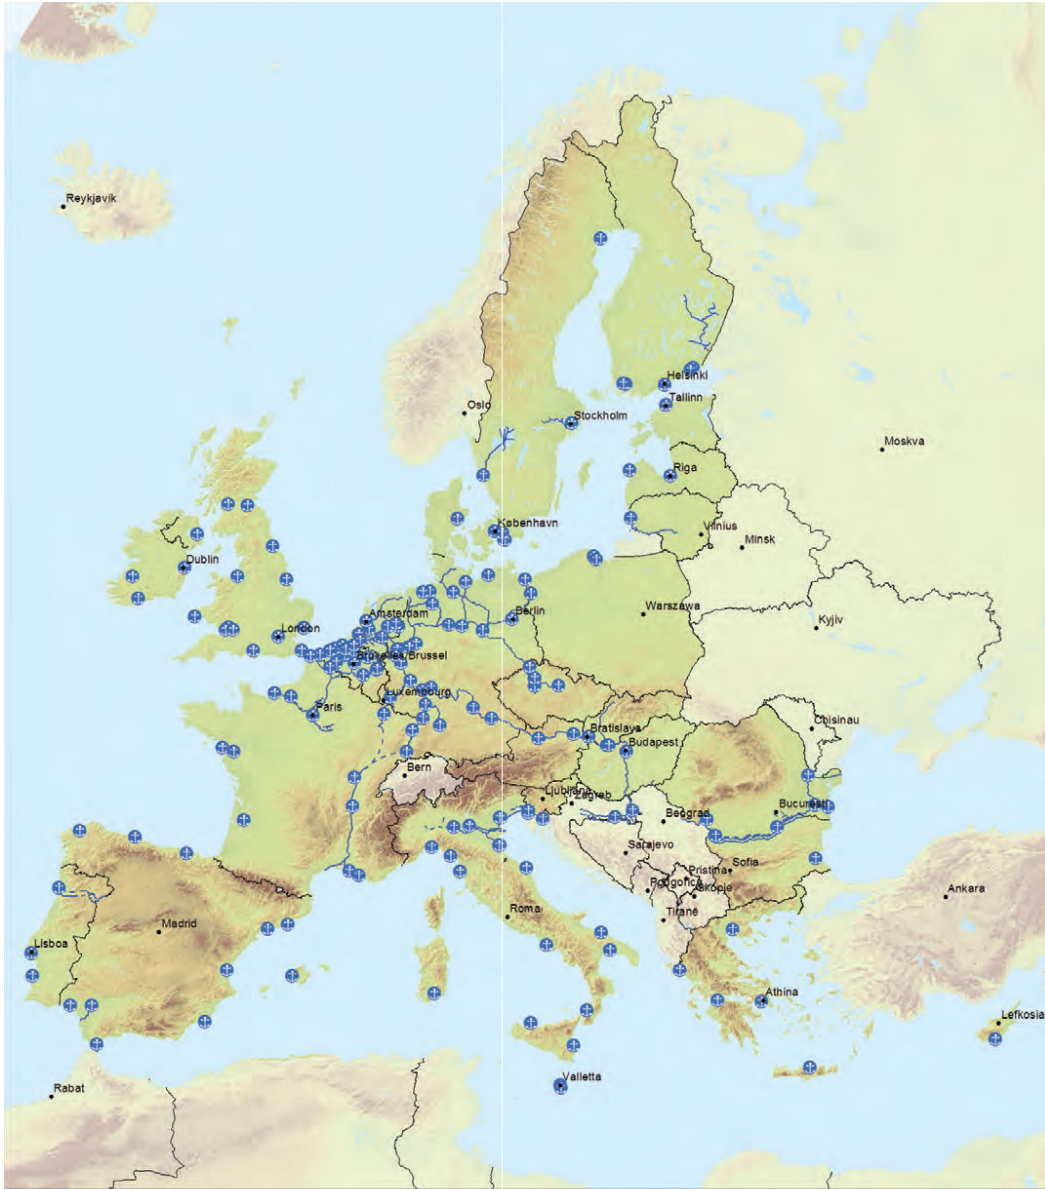 Reykjavík
Helsinki
Tallinn
Oslo
Stockholm
Moskva
Riga
København
Vilnius
Minsk
Dublin
Amsterdam
Berlin
Warszawa
Kyjiv
London
Bruxelles/Brussel
Luxembourg
Paris
Chisinau
Bratislava
Budapest
Bern
Ljubljana
Zagreb
Bucuresti
Beograd
Sarajevo
Sofia
Pristina
Podgorica
Skopje
Ankara
Roma
Tiranë
Madrid
Lisboa
Athina
Lefkosia
Valletta
Rabat